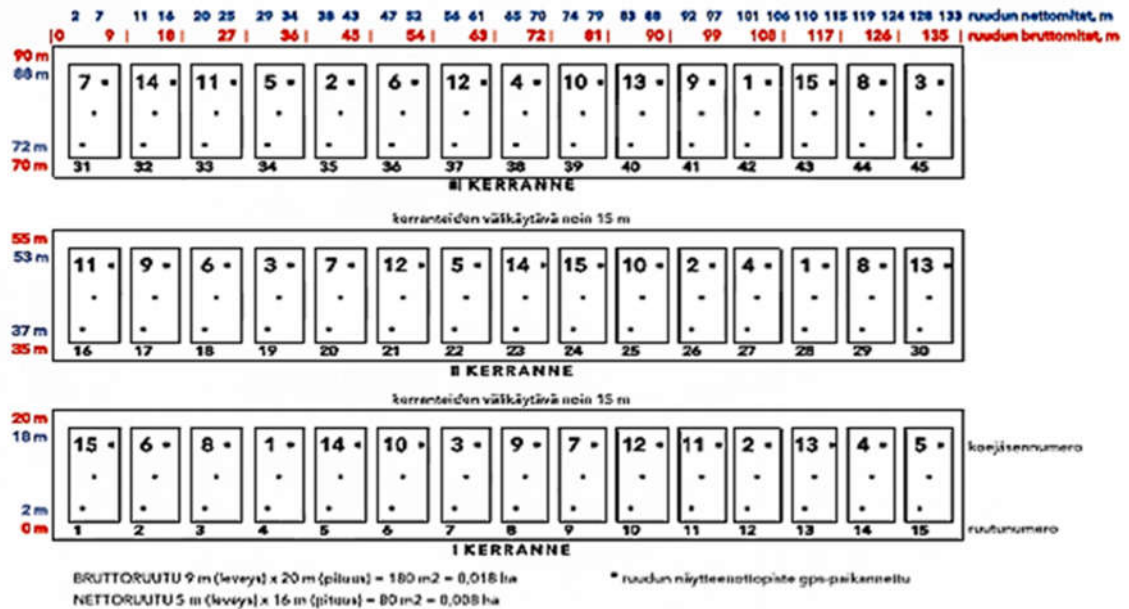 2 7 11 16 20 25 29 34 38 43 47 52 56 61 65 70 74 79 83 88 92 97 101 106 110 115 119 124 128 133 ruudun nettomitat, m
0 9 18 27 36 45 54 63 72 81 90 99 108 117 126 135 ruudun bruttomitat, m
90 m
88 m
7 14 11 5 2 6 12 4 10 13 9 1 15 8 3
72 m
70 m
31 32 33 34 35 36 37 38 39 40 41 42 43 44 45
III KERRANNE
kerranteiden välikäytävä noin 15 m
55 m
53 m
11 9 6 3 7 12 5 14 15 10 2 4 1 8 13
37 m
35 m
16 17 18 19 20 21 22 23 24 25 26 27 28 29 30
II KERRANNE
kerranteiden välikäytävä noin 15 m
20 m
18 m
15 6 8 1 14 10 3 9 7 12 11 2 13 4 5 koejäsennumero
2 m
0 m
1 2 3 4 5 6 7 8 9 10 11 12 13 14 15 ruutunumero
I KERRANNE
BRUTTORUUTU 9 m (leveys) x 20 m (pituus) = 180 m2 = 0,018 ha
* ruudun näytteenottopiste gps-paikannettu
NETTORUUTU 5 m (leveys) x 16 m (pituus) = 80 m2 = 0,008 ha